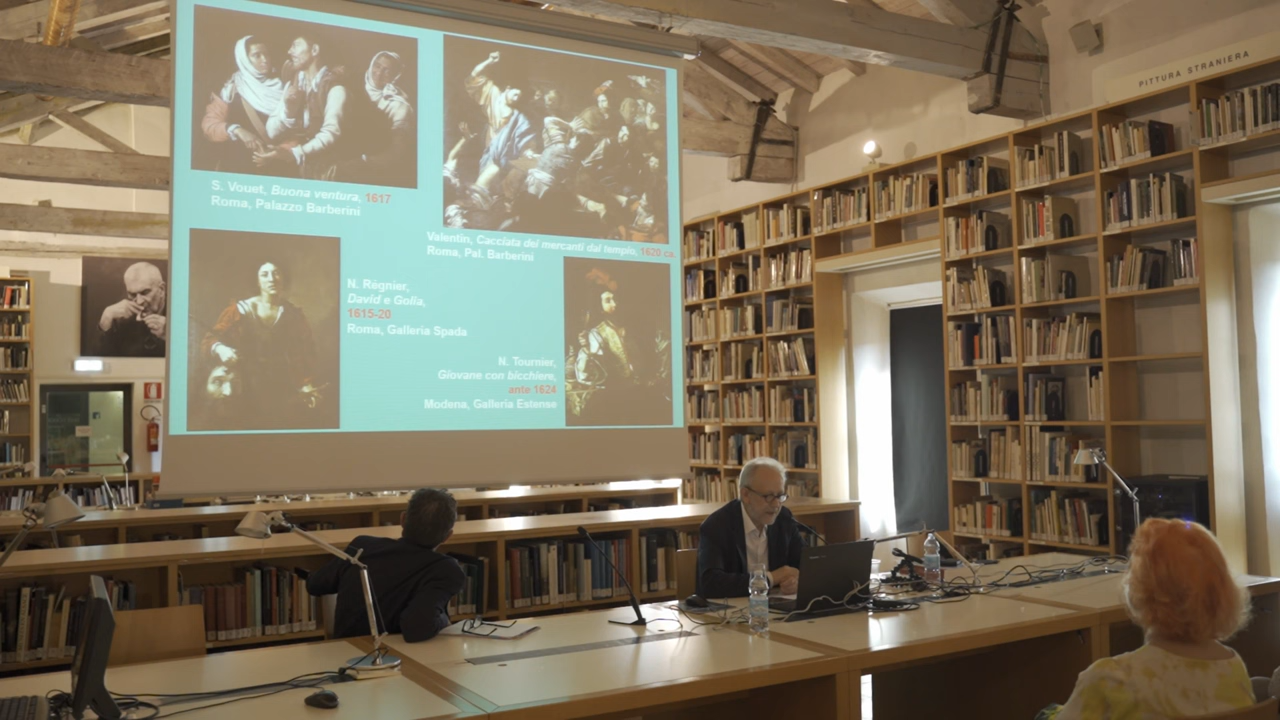 PITTURA STRANIERA
S. Vouet, Buona ventura, 1617
Roma, Palazzo Barberini
Valentin, Cacciata dei mercanti dal tempio, 1620 ca.
Roma, Pal. Barberini
N. Régnier,
David e Golia,
1615-20
Roma, Galleria Spada
N. Tournier,
Giovane con bicchiere,
ante 1624
Modena, Galleria Estense